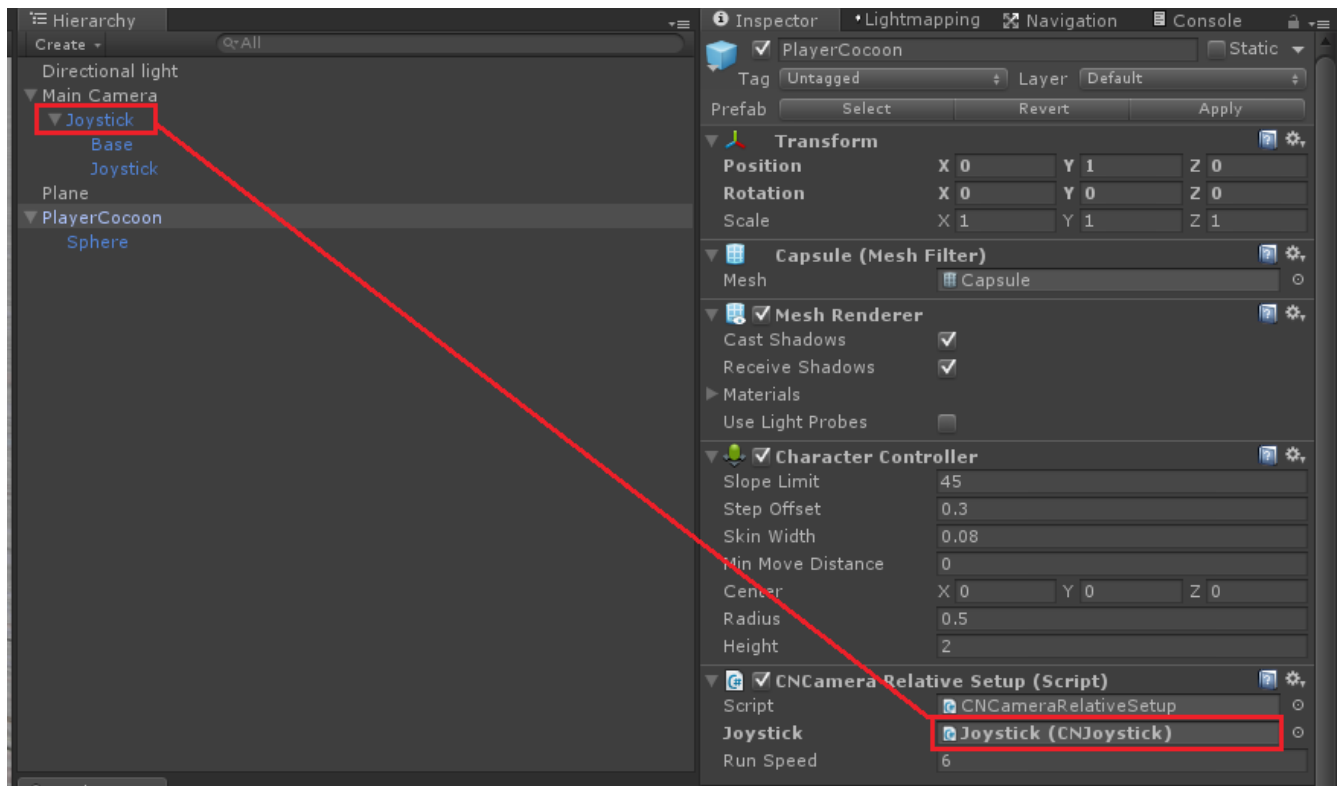 Hierarchy
Create
All
Directional light
Main Camera
Joystick
Base
Joystick
Plane
PlayerCocoon
Sphere
Inspector Lightmapping Navigation Console
PlayerCocoon Static
Tag Untagged Layer Default
Prefab Select Revert Apply
Transform
Position X 0 Y 1 Z 0
Rotation X 0 Y 0 Z 0
Scale X 1 Y 1 Z 1
Capsule (Mesh Filter)
Mesh Capsule
Mesh Renderer
Cast Shadows
Receive Shadows
Materials
Use Light Probes
Character Controller
Slope Limit 45
Step Offset 0.3
Skin Width 0.08
Min Move Distance 0
Center X 0 Y 0 Z 0
Radius 0.5
Height 2
CNCamera Relative Setup (Script)
Script CNCameraRelativeSetup
Joystick Joystick (CNJoystick)
Run Speed 6